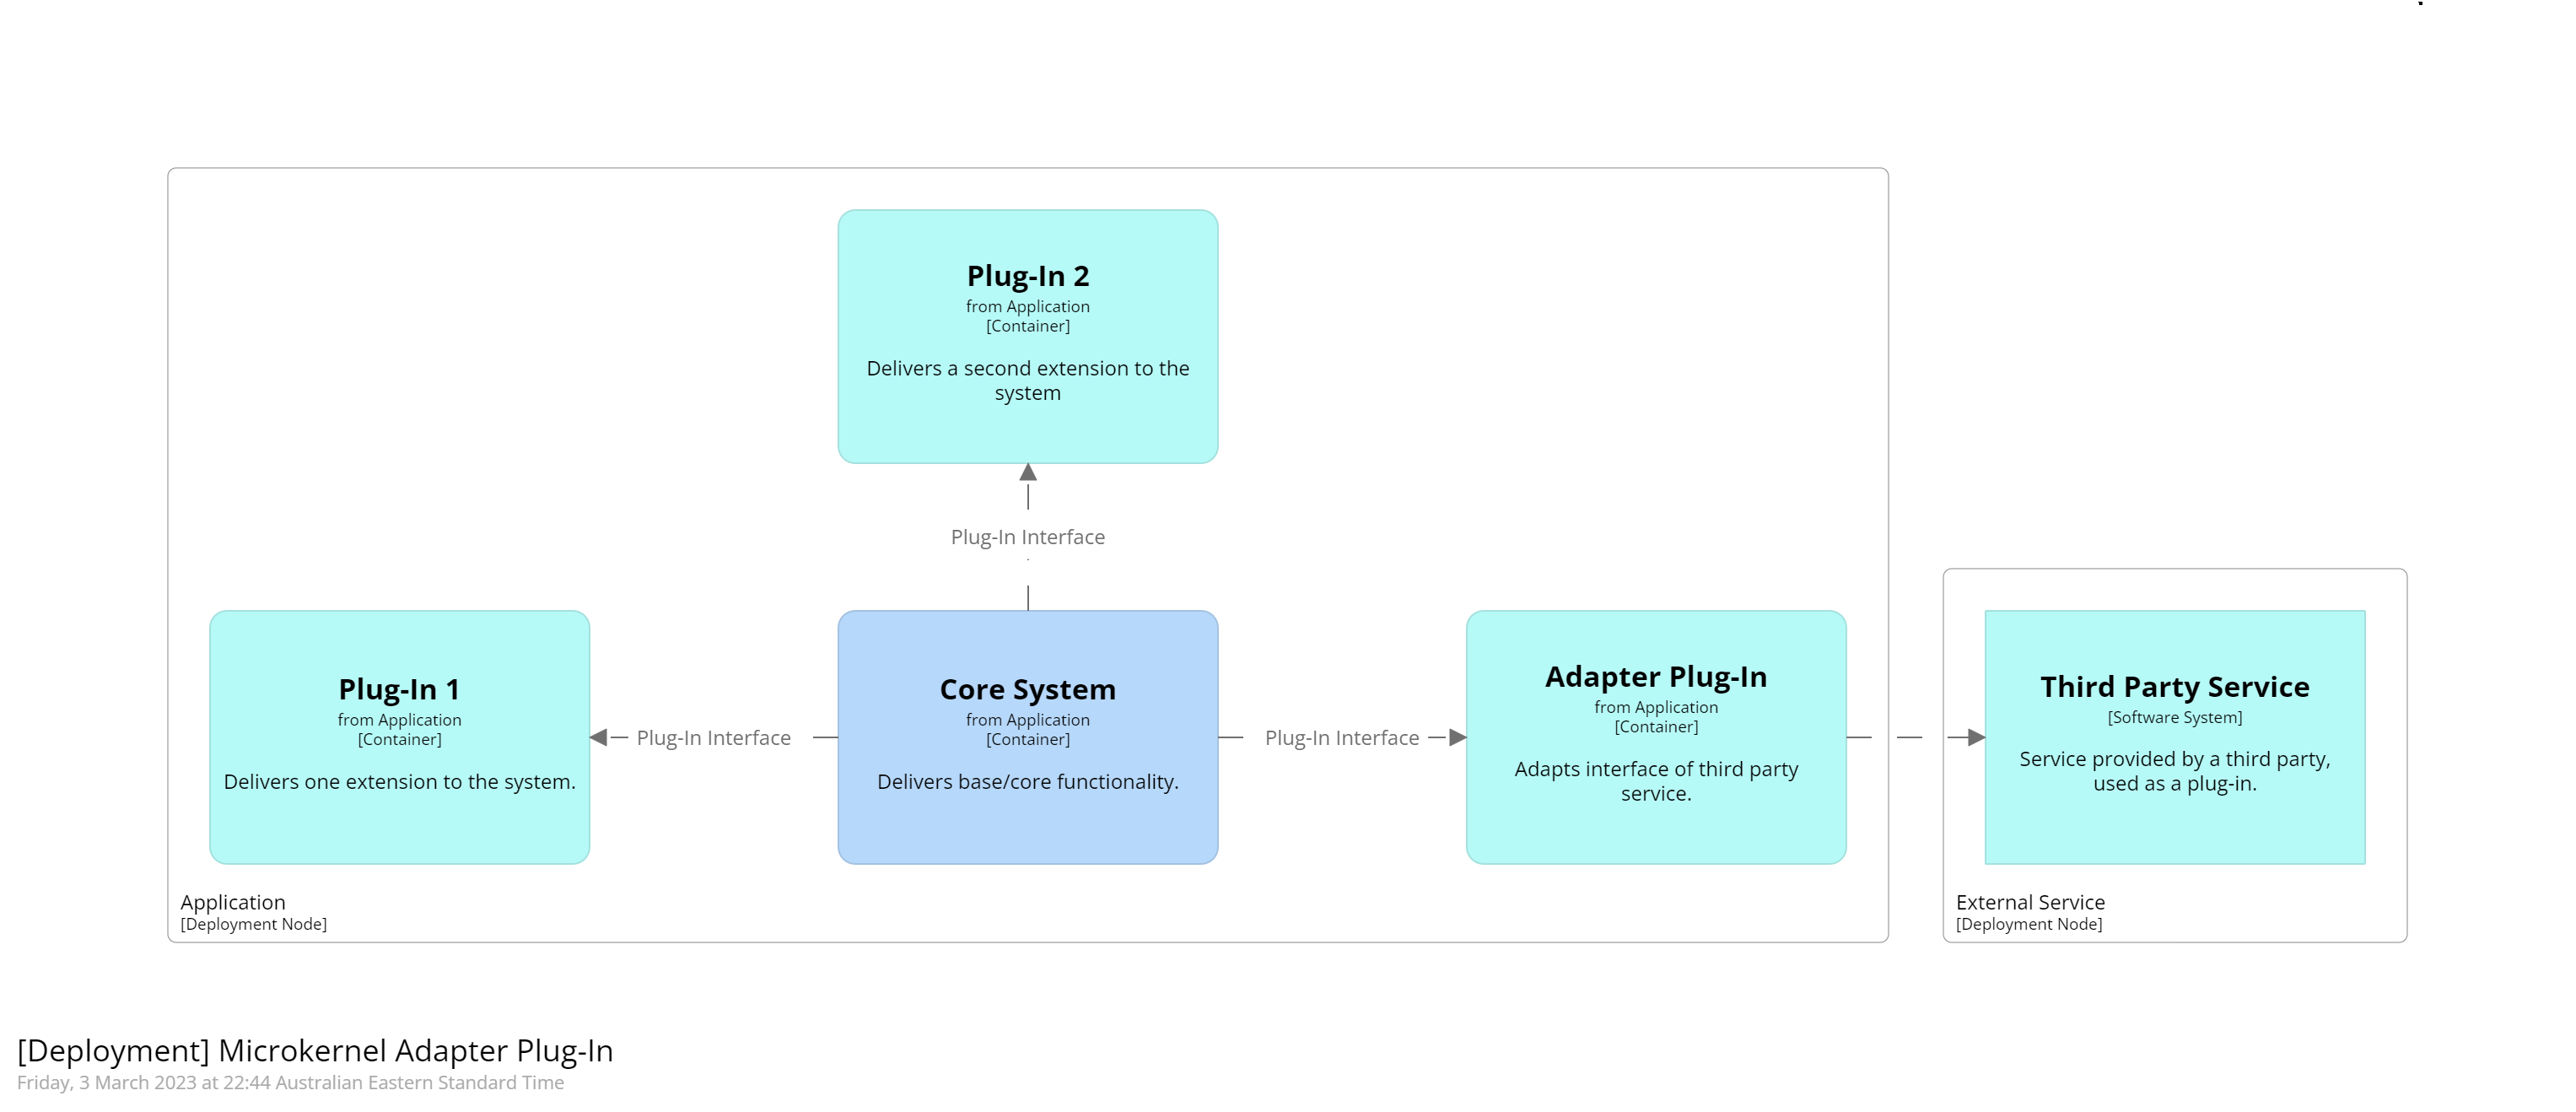 Plug-In 2
from Application
[Container]
Delivers a second extension to the
system
Plug-In Interface
Plug-In 1
from Application
[Container]
Delivers one extension to the system.
Plug-In Interface
Core System
from Application
[Container]
Delivers base/core functionality.
Plug-In Interface
Adapter Plug-In
from Application
[Container]
Adapts interface of third party
service.
Third Party Service
[Software System]
Service provided by a third party,
used as a plug-in.
Application
[Deployment Node]
External Service
[Deployment Node]
[Deployment] Microkernel Adapter Plug-In
Friday, 3 March 2023 at 22:44 Australian Eastern Standard Time